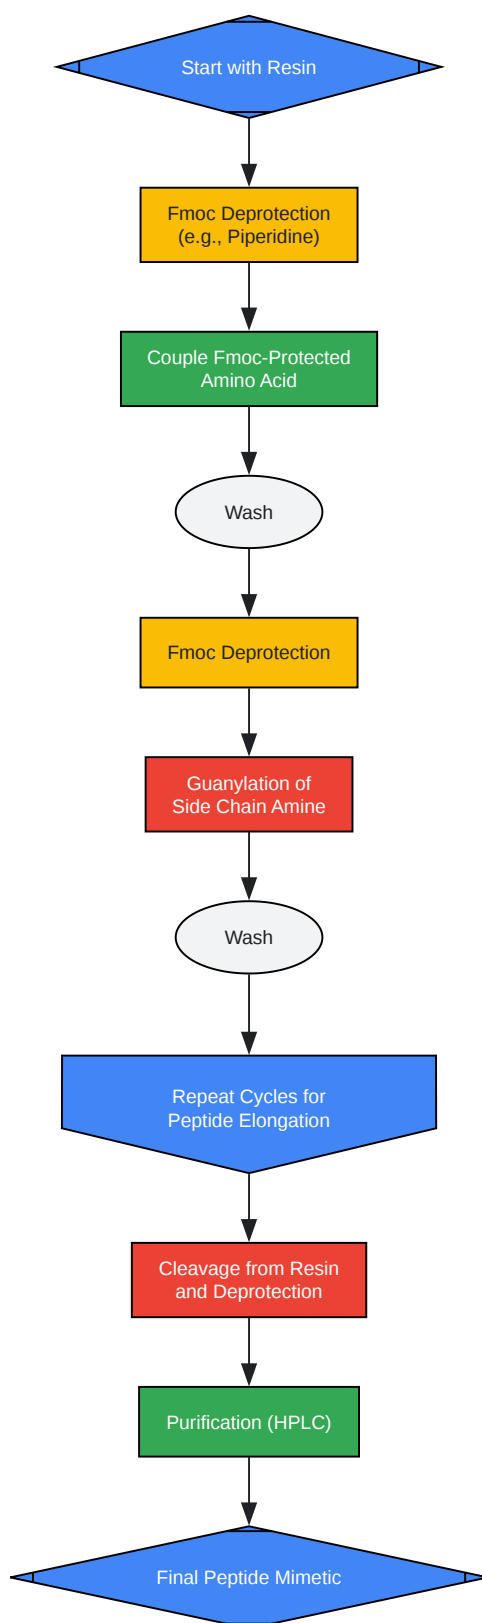 Start with Resin
Fmoc Deprotection
(e.g., Piperidine)
Couple Fmoc-Protected
Amino Acid
Wash
Fmoc Deprotection
Guanylation of
Side Chain Amine
Wash
Repeat Cycles for
Peptide Elongation
Cleavage from Resin
and Deprotection
Purification (HPLC)
Final Peptide Mimetic